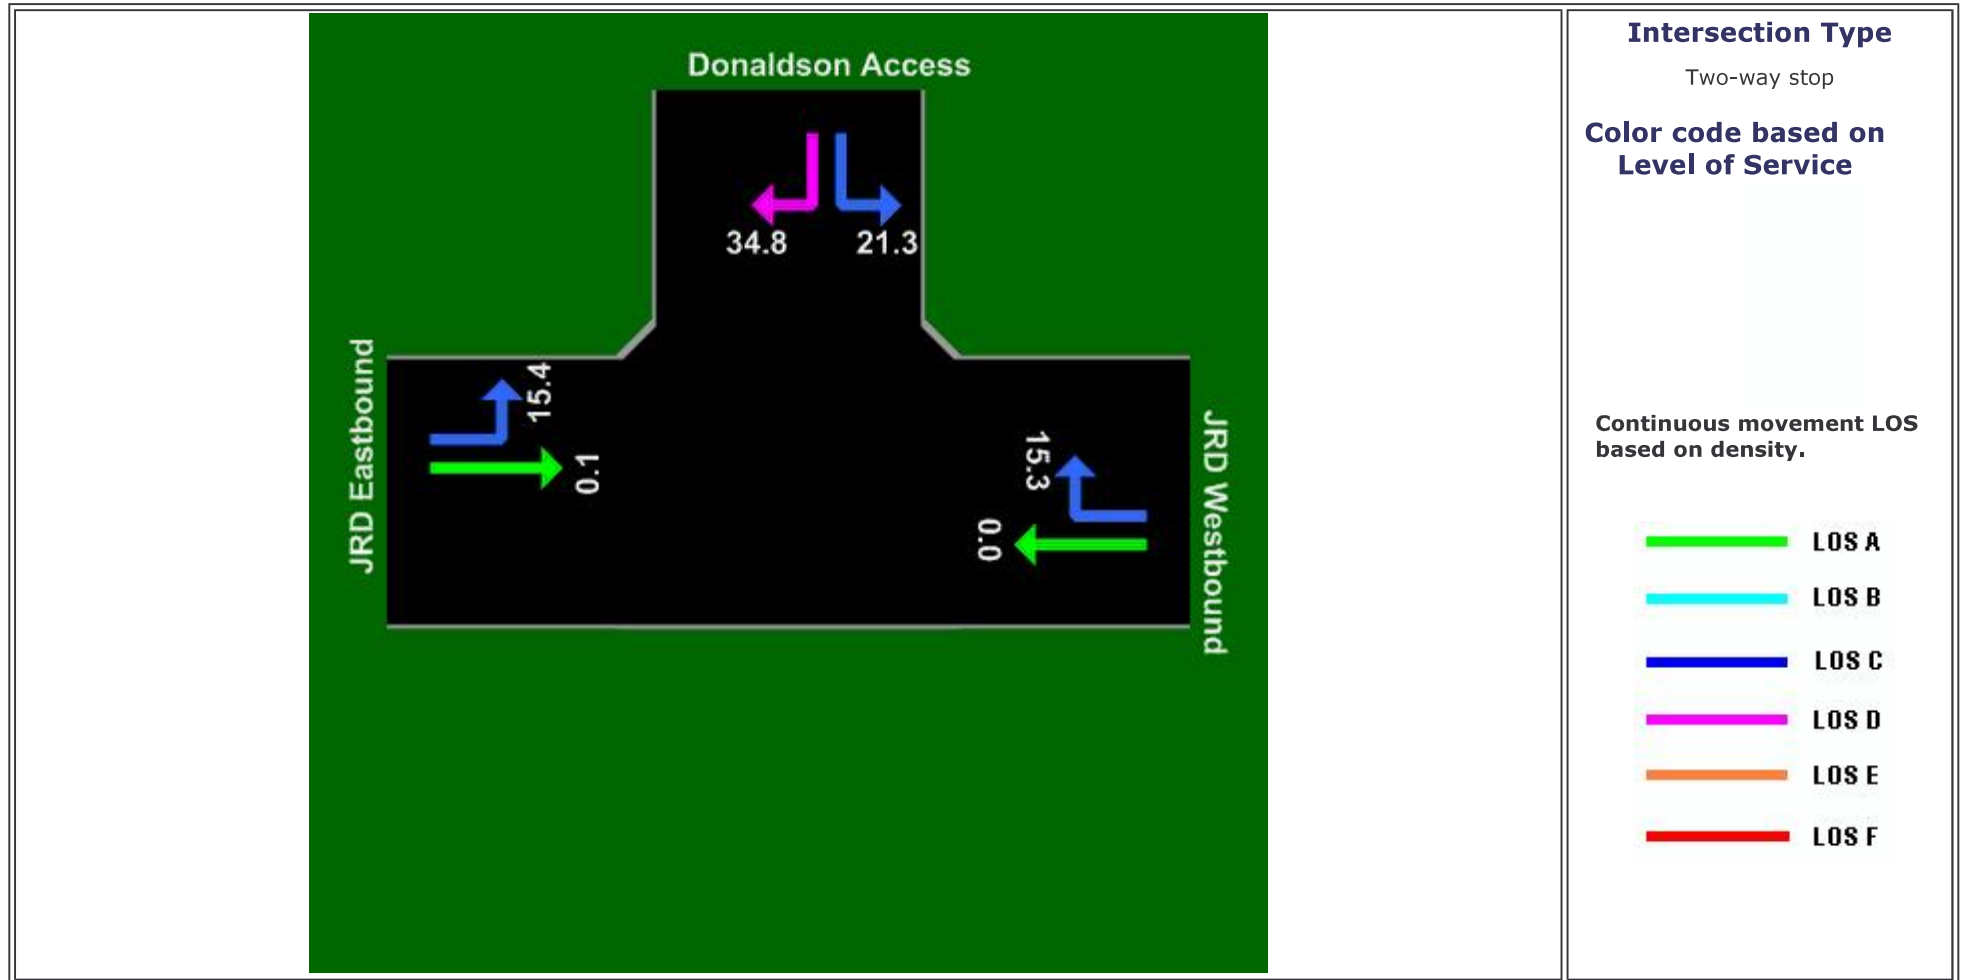 Donaldson Access
34.8
21.3
JRD Eastbound
15.4
0.1
15.3
0.0
JRD Westbound
Intersection Type
Two-way stop
Color code based on
Level of Service
Continuous movement LOS
based on density.
LOS A
LOS B
LOS C
LOS D
LOS E
LOS F